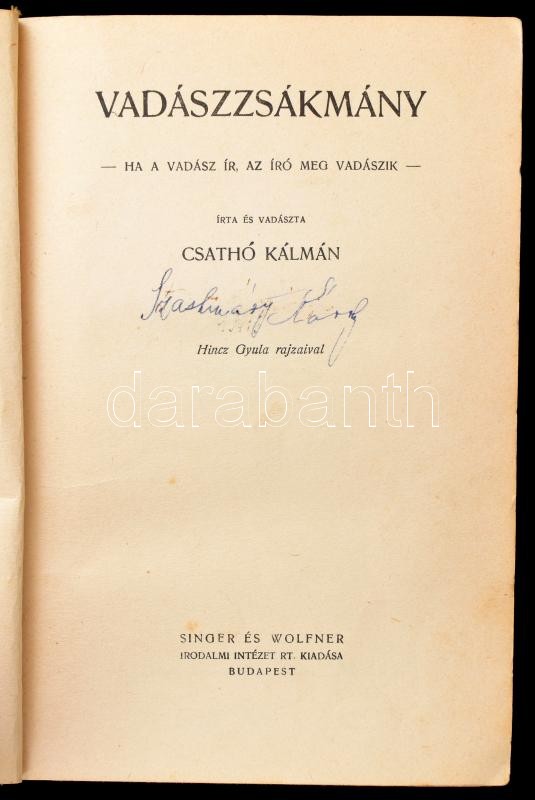 VADÁSZZSÁKMÁNY
— HA A VADÁSZ ÍR, AZ ÍRÓ MEG VADÁSZIK —
ÍRTA ÉS VADÁSZTA
CSATHÓ KÁLMÁN
Hincz Gyula rajzaival
darabanth
SINGER ÉS WOLFNER
IRODALMI INTÉZET RT. KIADÁSA
BUDAPEST